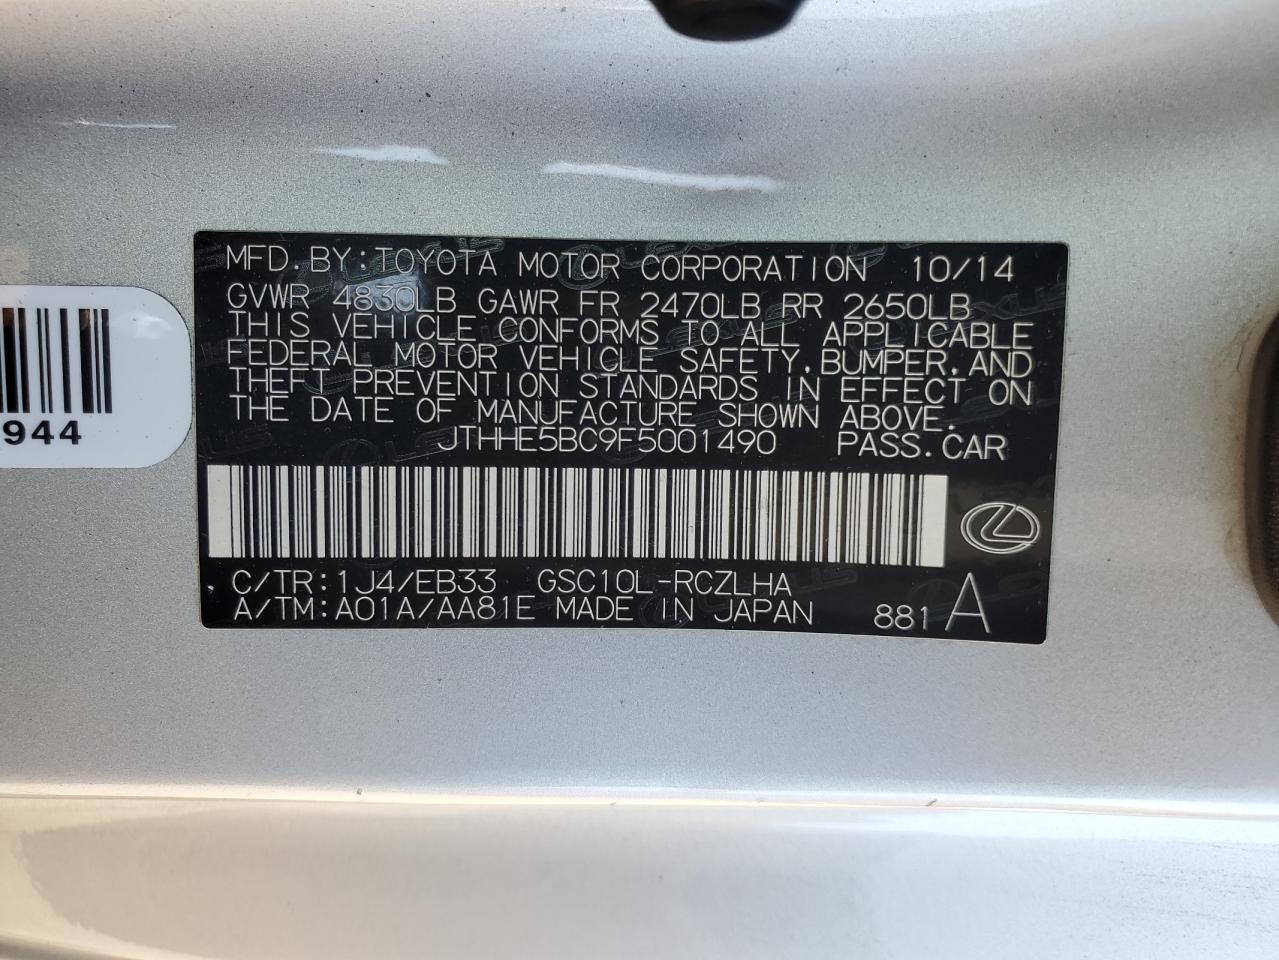 MFD.BY:TOYOTA MOTOR CORPORATION 10/14
GVWR 4830LB GAWR FR 2470LB RR 2650LB
THIS VEHICLE CONFORMS TO ALL APPLICABLE
FEDERAL MOTOR VEHICLE SAFETY,BUMPER,AND
THEFT PREVENTION STANDARDS IN EFFECT ON
THE DATE OF MANUFACTURE SHOWN ABOVE.
JTHHE5BC9F5001490 PASS.CAR
C/TR:1J4/EB33 GSC10L-RCZLHA
A/TM:A01A/AA81E MADE IN JAPAN 881 A
944